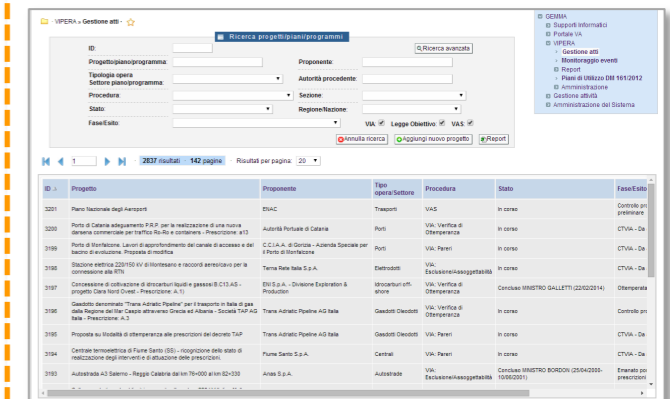 VIPERA » Gestione atti -
Ricerca progetti/piani/programmi
ID:
Ricerca avanzata
Progetto/piano/programma:
Proponente:
Tipologia opera
Settore piano/programma:
Autorità procedente:
Procedura:
Sezione:
Stato:
Regione/Nazione:
Fase/Esito:
VIA: Legge Obiettivo: VAS:
Annulla ricerca
Aggiungi nuovo progetto
Report
1
2837 risultati - 142 pagine - Risultati per pagina: 20
GEMMA
Supporti Informatici
Portale VA
VIPERA
Gestione atti
Monitoraggio eventi
Report
Piani di Utilizzo DM 161/2012
Amministrazione
Gestione attività
Amministrazione del Sistema
ID Progetto Proponente Tipo opera/Settore Procedura Stato Fase/Esito
3201 Piano Nazionale degli Aeroporti ENAC Trasporti VAS In corso Controllo pro
preliminare
3200 Porto di Catania adeguamento P.R.P. per la realizzazione di una nuova
darsena commerciale per traffico Ro-Ro e containers - Prescrizione: a13
Autorità Portuale di Catania Porti VIA: Verifica di
Ottemperanza In corso CTVIA - Da
3199 Porto di Monfalcone. Lavori di approfondimento del canale di accesso e del
bacino di evoluzione. Proposta di modifica
C.C.I.A.A. di Gorizia - Azienda Speciale per
il Porto di Monfalcone Porti VIA: Pareri In corso CTVIA - Da
3198 Stazione elettrica 220/150 kV di Montesano e raccordi aereo/cavo per la
connessione alla RTN
Terna Rete Italia S.p.A. Elettrodotti VIA:
Esclusione/Assoggettabilità In corso CTVIA - Da
3197 Concessione di coltivazione di idrocarburi liquidi e gassosi B.C13.AS -
progetto Clara Nord Ovest - Prescrizione: A.1)
ENI S.p.A. - Divisione Exploration &
Production Idrocarburi off-
shore VIA: Verifica di
Ottemperanza Concluso MINISTRO GALLETTI (22/02/2014) Ottemperata
3196 Gasdotto denominato "Trans Adriatic Pipeline" per il trasporto in Italia di gas
dalla Regione del Mar Caspio attraverso Grecia ed Albania - Società TAP AG
Italia - Prescrizione: A.3
Trans Adriatic Pipeline AG Italia Gasdotti Oleodotti VIA: Verifica di
Ottemperanza In corso Controllo pro
3195 Proposta su Modalità di ottemperanza alle prescrizioni del decreto TAP Trans Adriatic Pipeline AG Italia Gasdotti Oleodotti VIA: Pareri In corso CTVIA - Da
3194 Centrale termoelettrica di Fiume Santo (SS) - ricognizione dello stato di
realizzazione degli interventi e di attuazione delle prescrizioni.
Fiume Santo S.p.A. Centrali VIA: Pareri In corso CTVIA - Da
3193 Autostrada A3 Salerno - Reggio Calabria dal km 76+000 al km 82+330 Anas S.p.A. Autostrade VIA:
Esclusione/Assoggettabilità Concluso MINISTRO BORDON (25/04/2000-
10/06/2001) Emanato po
prescrizioni